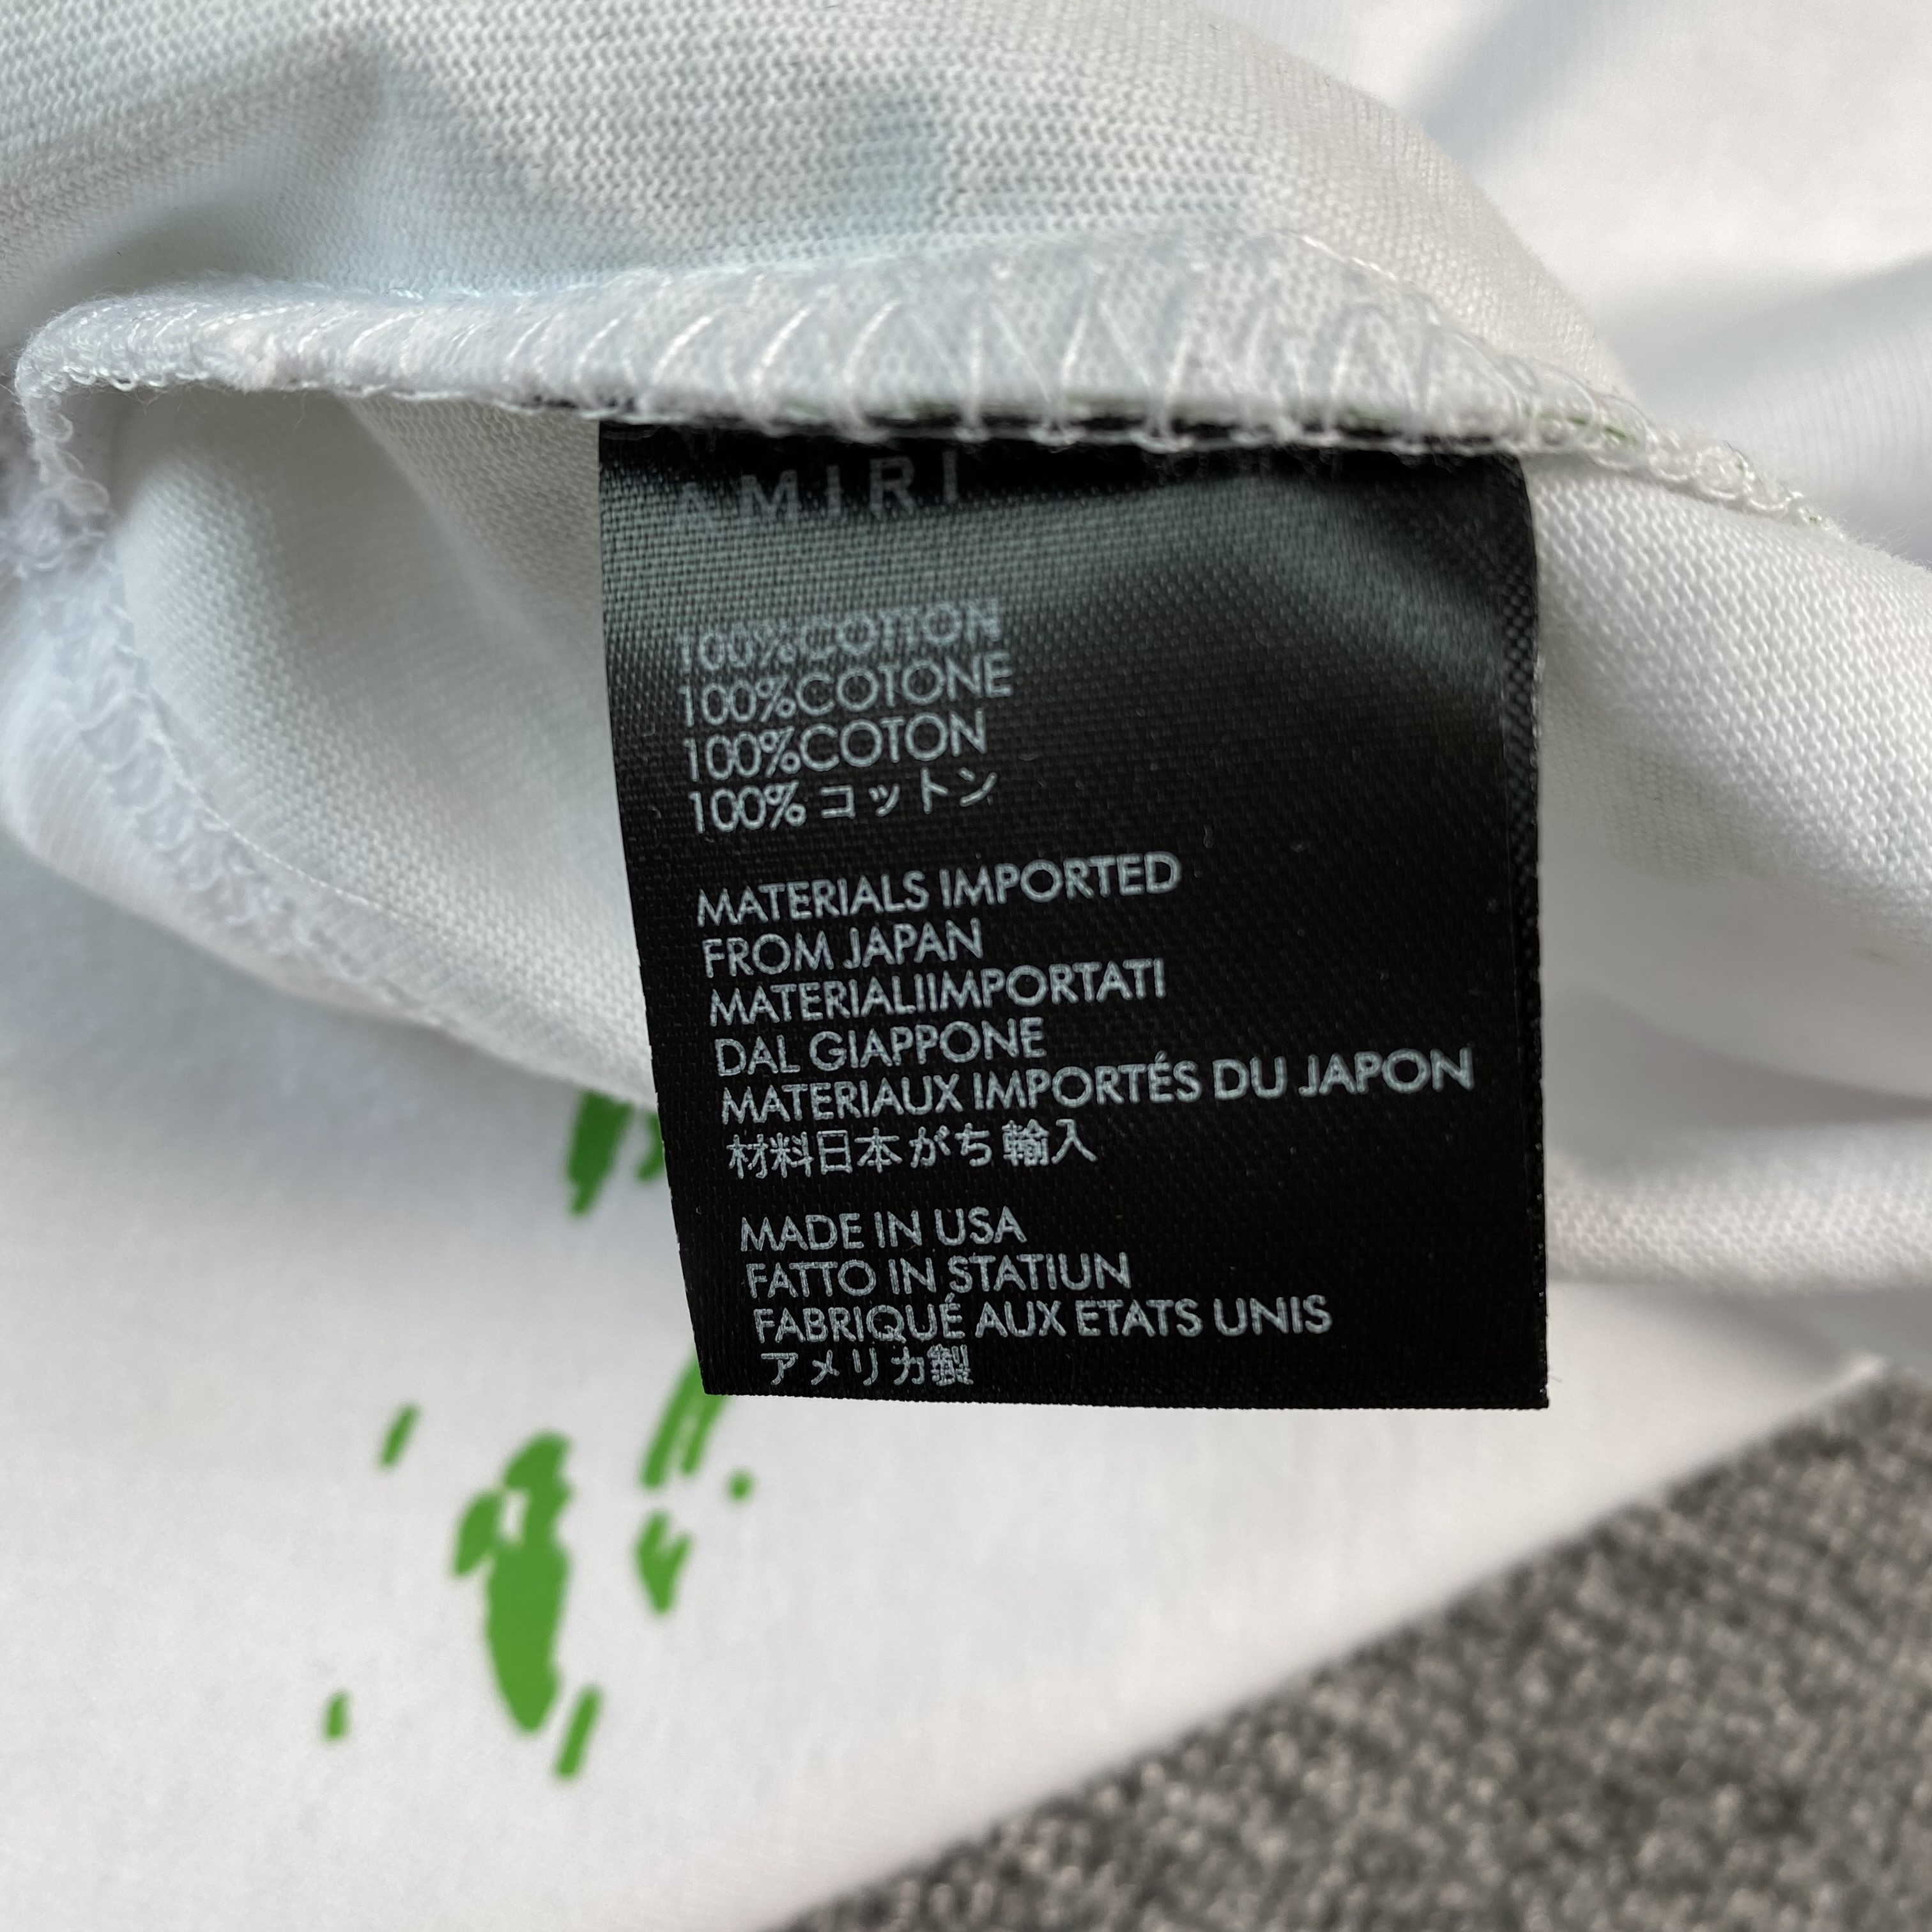 AMIRI
100%COTTON
100%COTONE
100%COTON
100% コットン
MATERIALS IMPORTED
FROM JAPAN
MATERIALIIMPORTATI
DAL GIAPPONE
MATERIAUX IMPORTÉS DU JAPON
材料日本がち輸入
MADE IN USA
FATTO IN STATIUN
FABRIQUÉ AUX ETATS UNIS
アメリカ製